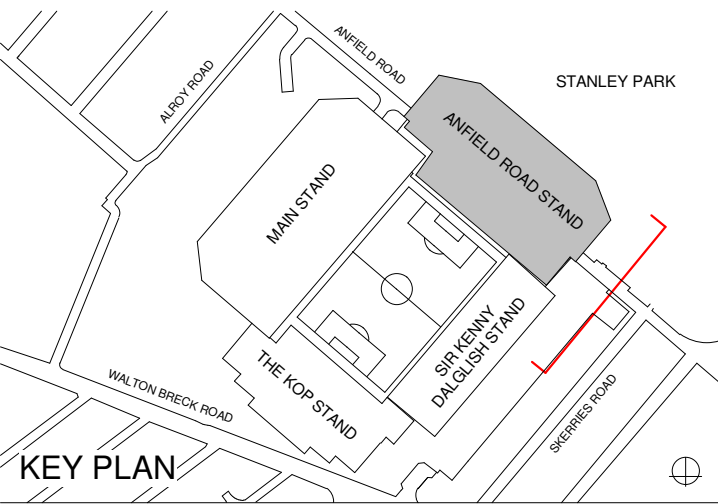 ANFIELD ROAD
STANLEY PARK
ALROY ROAD
ANFIELD ROAD STAND
MAIN STAND
SIR KENNY
DALGLISH STAND
THE KOP STAND
WALTON BRECK ROAD
SKERRIES ROAD
KEY PLAN